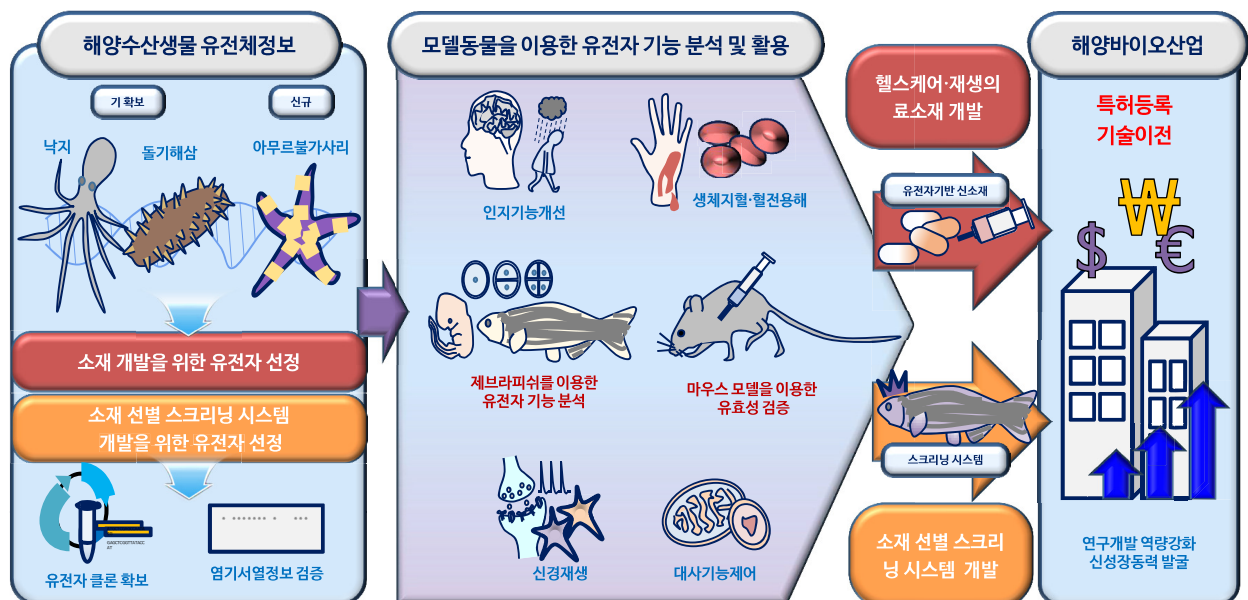 해양수산생물 유전체정보
기 확보
신규
낙지
돌기해삼
아무르불가사리
소재 개발을 위한 유전자 선정
소재 선별 스크리닝 시스템
개발을 위한 유전자 선정
유전자 클론 확보
염기서열정보 검증
모델동물을 이용한 유전자 기능 분석 및 활용
인지기능개선
생체지혈·혈전용해
제브라피쉬를 이용한
유전자 기능 분석
마우스 모델을 이용한
유효성 검증
신경재생
대사기능제어
헬스케어·재생의
료소재 개발
유전자기반 신소재
스크리닝 시스템
소재 선별 스크리
닝 시스템 개발
해양바이오산업
특허등록
기술이전
₩
$
€
연구개발 역량강화
신성장동력 발굴